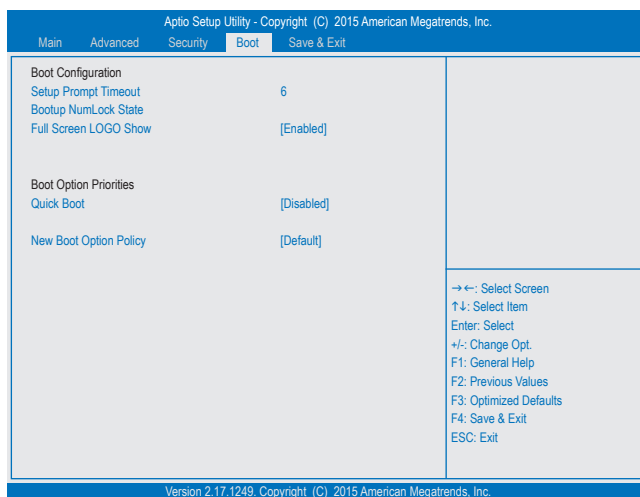 Aptio Setup Utility - Copyright (C) 2015 American Megatrends, Inc.
Main Advanced Security Boot Save & Exit
Boot Configuration
Setup Prompt Timeout 6
Bootup NumLock State
Full Screen LOGO Show [Enabled]
Boot Option Priorities
Quick Boot [Disabled]
New Boot Option Policy [Default]
→←: Select Screen
↑↓: Select Item
Enter: Select
+/-: Change Opt.
F1: General Help
F2: Previous Values
F3: Optimized Defaults
F4: Save & Exit
ESC: Exit
Version 2.17.1249. Copyright (C) 2015 American Megatrends, Inc.